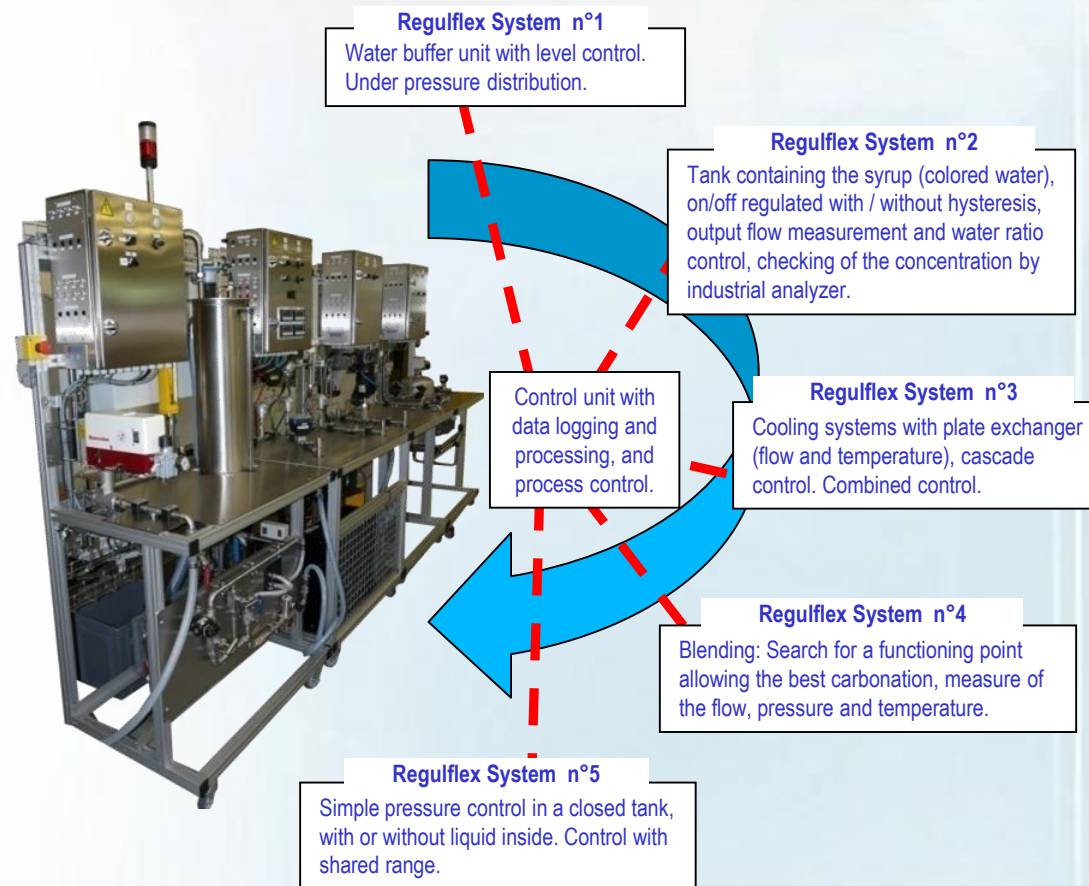 Regulflex System n°1
Water buffer unit with level control.
Under pressure distribution.
Regulflex System n°2
Tank containing the syrup (colored water),
on/off regulated with / without hysteresis,
output flow measurement and water ratio
control, checking of the concentration by
industrial analyzer.
Control unit with
data logging and
processing, and
process control.
Regulflex System n°3
Cooling systems with plate exchanger
(flow and temperature), cascade
control. Combined control.
Regulflex System n°4
Blending: Search for a functioning point
allowing the best carbonation, measure of
the flow, pressure and temperature.
Regulflex System n°5
Simple pressure control in a closed tank,
with or without liquid inside. Control with
shared range.